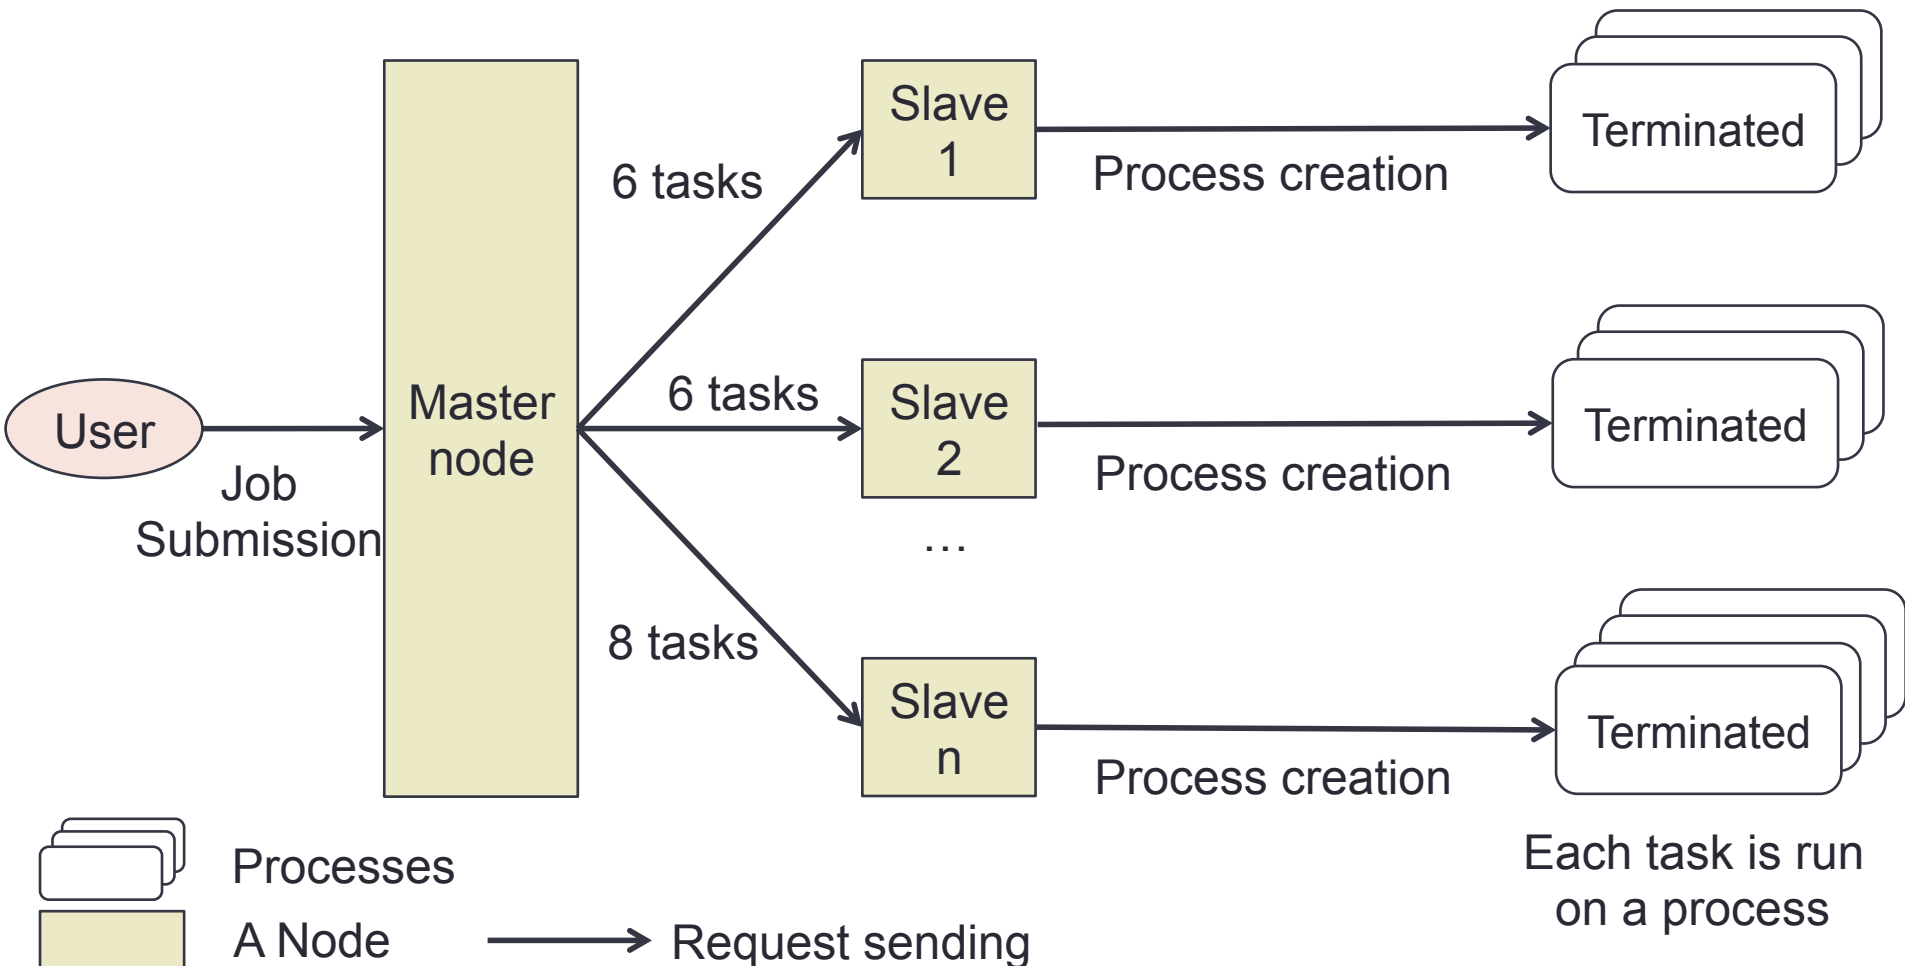 User
Job
Submission
Master
node
6 tasks
6 tasks
8 tasks
Slave
1
Slave
2
…
Slave
n
Process creation
Process creation
Process creation
Terminated
Terminated
Terminated
Each task is run
on a process
Processes
A Node
Request sending